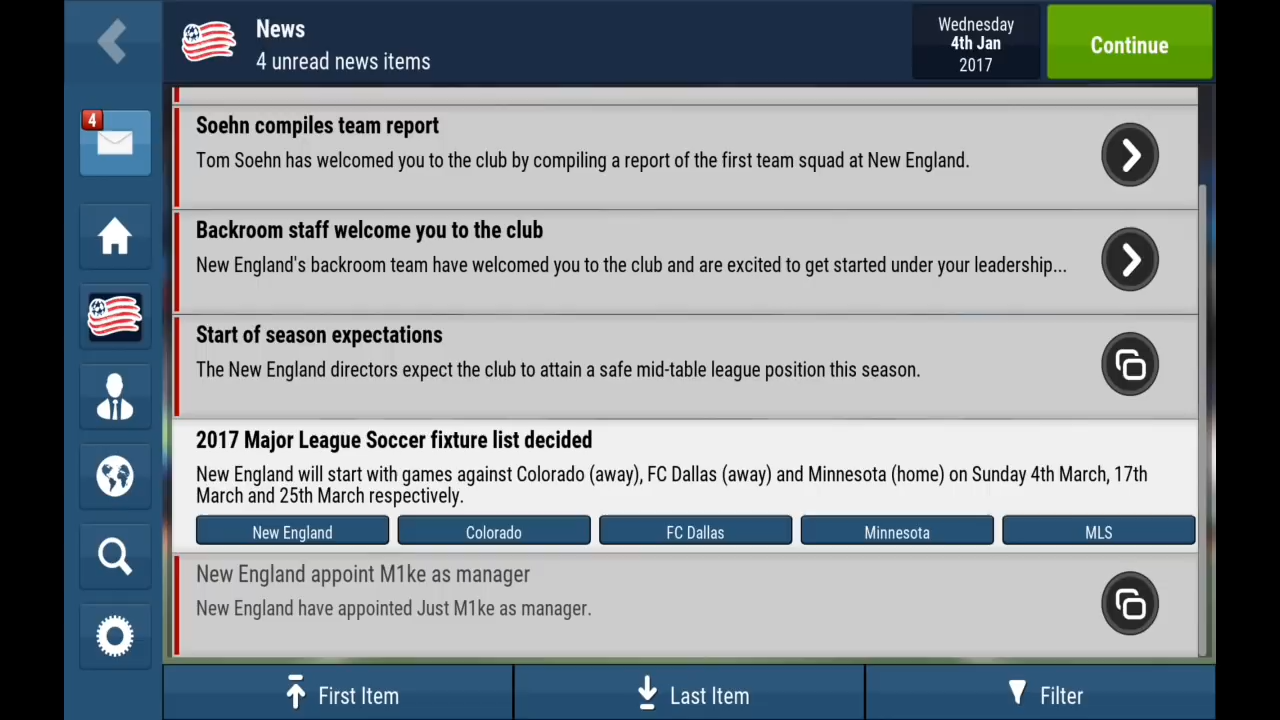 News
4 unread news items
Wednesday
4th Jan
2017
Continue
4
Soehn compiles team report
Tom Soehn has welcomed you to the club by compiling a report of the first team squad at New England.
Backroom staff welcome you to the club
New England's backroom team have welcomed you to the club and are excited to get started under your leadership...
Start of season expectations
The New England directors expect the club to attain a safe mid-table league position this season.
2017 Major League Soccer fixture list decided
New England will start with games against Colorado (away), FC Dallas (away) and Minnesota (home) on Sunday 4th March, 17th
March and 25th March respectively.
New England
Colorado
FC Dallas
Minnesota
MLS
New England appoint M1ke as manager
New England have appointed Just M1ke as manager.
First Item
Last Item
Filter